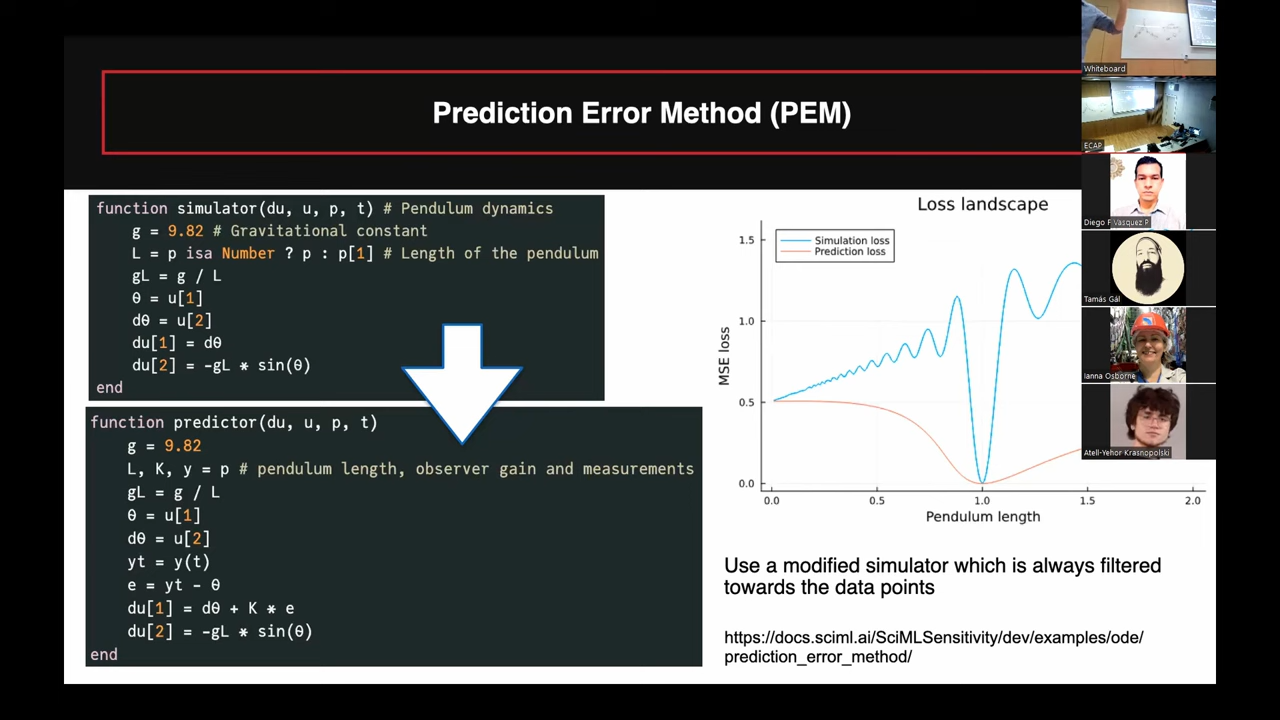 Prediction Error Method (PEM)
function simulator(du, u, p, t) # Pendulum dynamics
g = 9.82 # Gravitational constant
L = p isa Number ? p : p[1] # Length of the pendulum
gL = g / L
θ = u[1]
dθ = u[2]
du[1] = dθ
du[2] = -gL * sin(θ)
end
function predictor(du, u, p, t)
g = 9.82
L, K, y = p # pendulum length, observer gain and measurements
gL = g / L
θ = u[1]
dθ = u[2]
yt = y(t)
e = yt - θ
du[1] = dθ + K * e
du[2] = -gL * sin(θ)
end
Loss landscape
Simulation loss
Prediction loss
1.5
1.0
0.5
0.0
MSE loss
0.0 0.5 1.0 1.5 2.0
Pendulum length
Use a modified simulator which is always filtered
towards the data points
https://docs.sciml.ai/SciMLSensitivity/dev/examples/ode/
prediction_error_method/
Whiteboard
ECAP
Diego F Vasquez P
Tamás Gál
Ianna Osborne
Atell-Yehor Krasnopolski